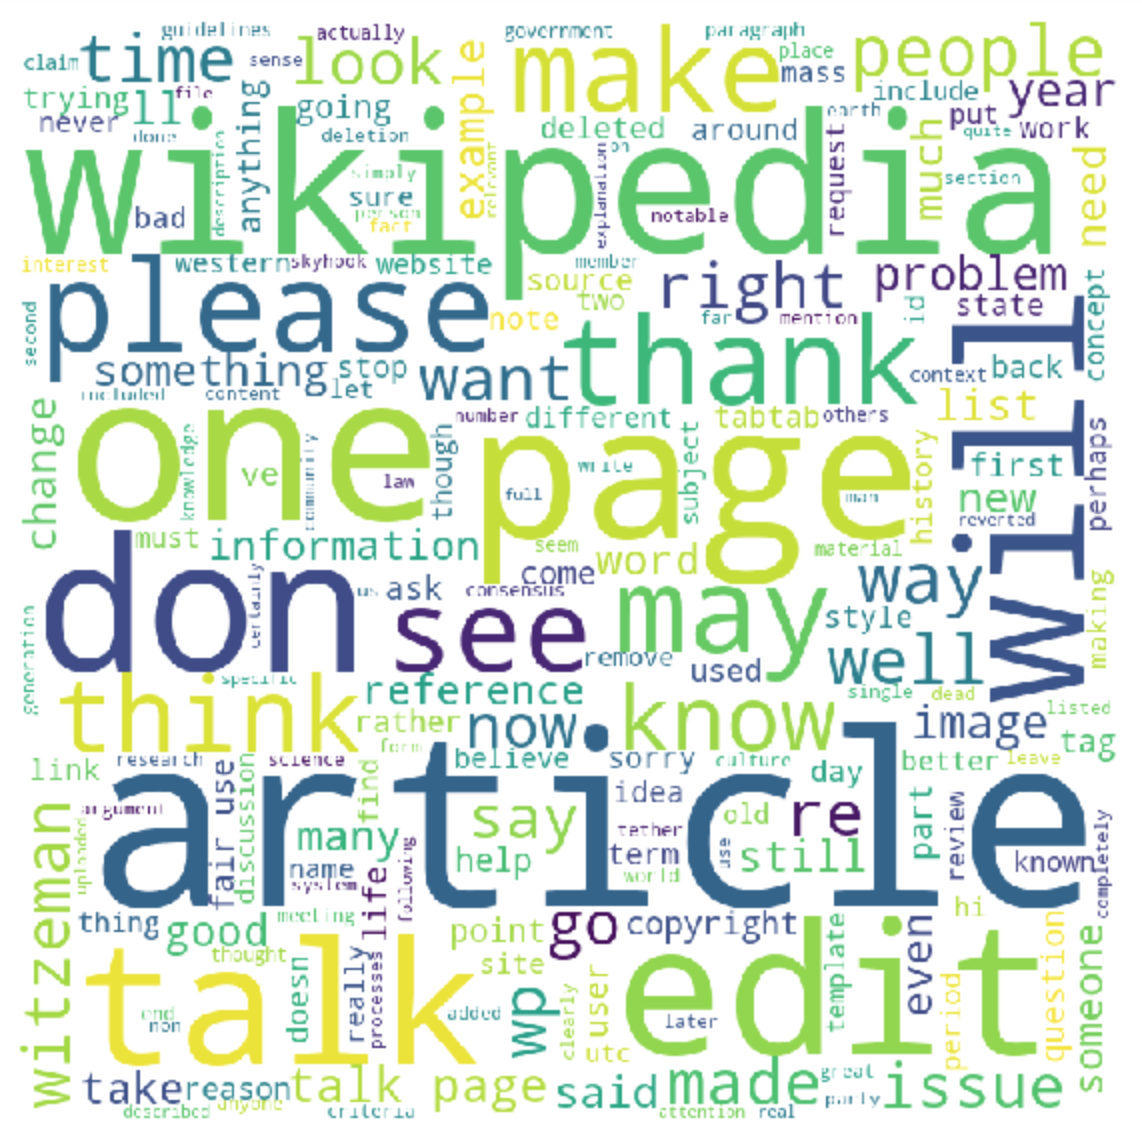 guidelines
actually
government
paragraph
claim
time
sense
look
example
make
place
people
mass
trying
ll
file
anything
going
include
year
never
done
deletion
deleted
around
earth
put
work
quite
request
much
need
wikipedia
description
simply
sure
person
fact
relevant
explanation
on
notable
section
bad
interest
western
skyhook
website
member
source
two
right
problem
state
concept
please
note
far
mention
id
second
something
stop
let
want
thank
context
back
included
content
will
change
one
number
different
tabtab
others
list
knowledge
ve
community
law
though
page
write
full
subject
man
history
first
new
reverted
perhaps
must
information
seem
word
material
come
don
certainly
us
ask
consensus
see
may
way
style
making
generation
remove
used
well
specific
single
dead
think
reference
rather
form
now
know
image
listed
tag
link
research
science
believe
sorry
culture
day
better
leave
argument
article
fair use
discussion
find
many
say
idea
old
re
part
review
uploaded
name
system
help
tether
term
world
use
still
known
completely
witzeman
thing
good
meeting
life
following
point
go
copyright
hi
thought
site
template
even
question
talk
end
non
doesn
really
processes
added
wp
clearly
user
utc
edit
later
period
someone
take
reason
talk page
said
made
great
issue
described
anyone
criteria
attention
real
party